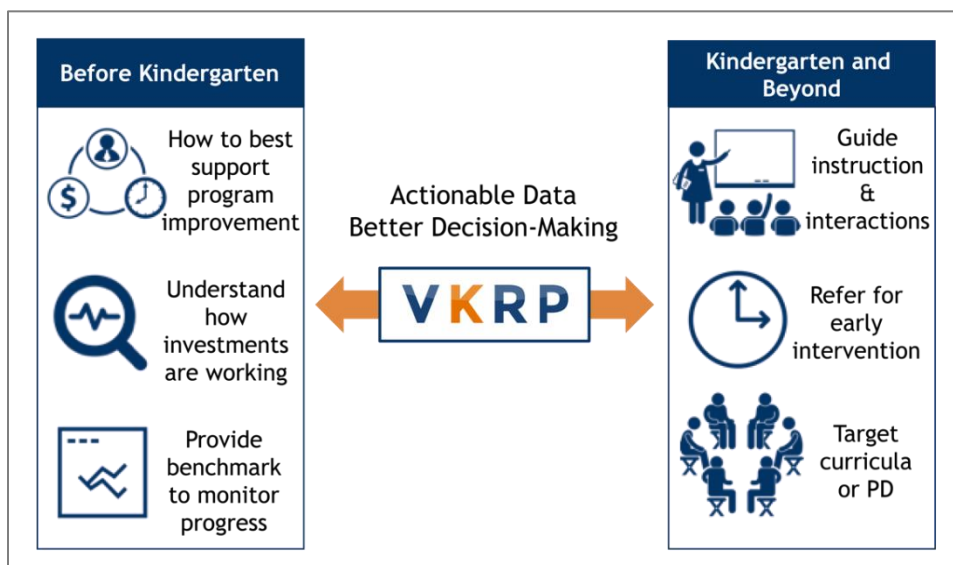 Before Kindergarten
How to best
support
program
improvement
$
Understand
how
investments
are working
Provide
benchmark
to monitor
progress
Actionable Data
Better Decision-Making
VKRP
Kindergarten and
Beyond
Guide
instruction
&
interactions
Refer for
early
intervention
Target
curricula
or PD